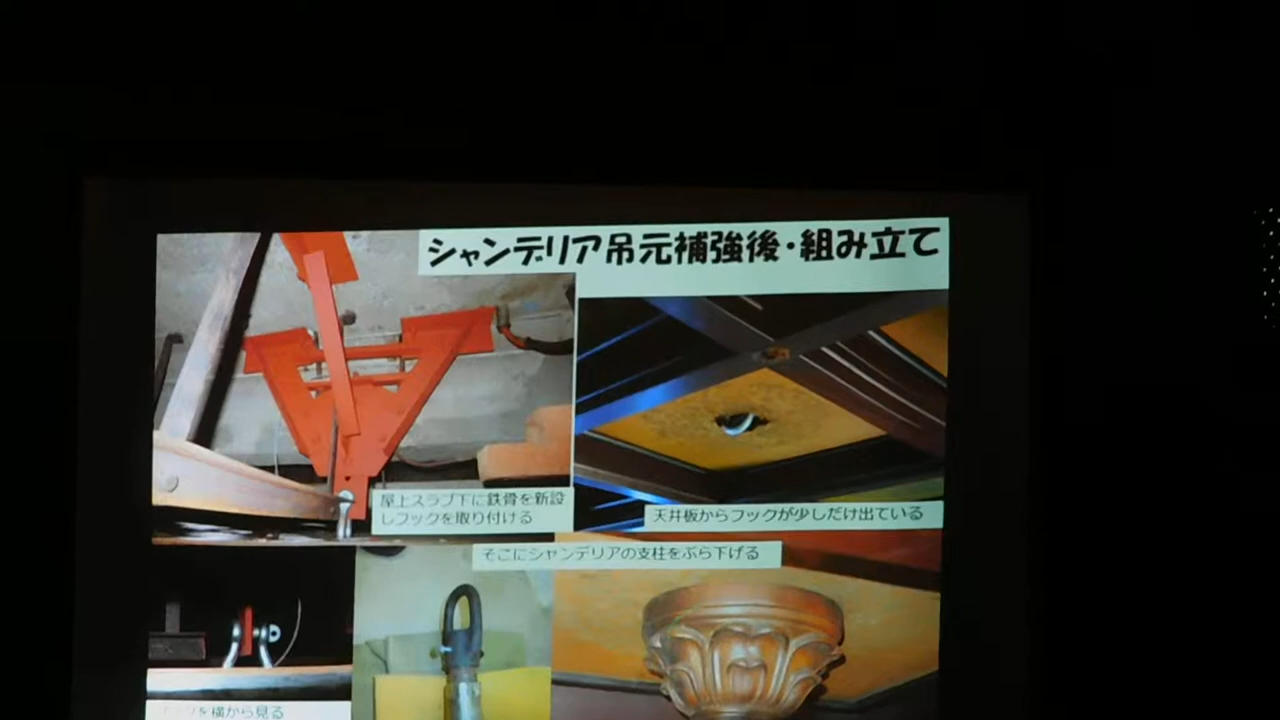 シャンデリア吊元補強後・組み立て
屋上スラブ下に鉄骨を新設
しフックを取り付ける
天井板からフックが少しだけ出ている
そこにシャンデリアの支柱をぶら下げる
を横から見る